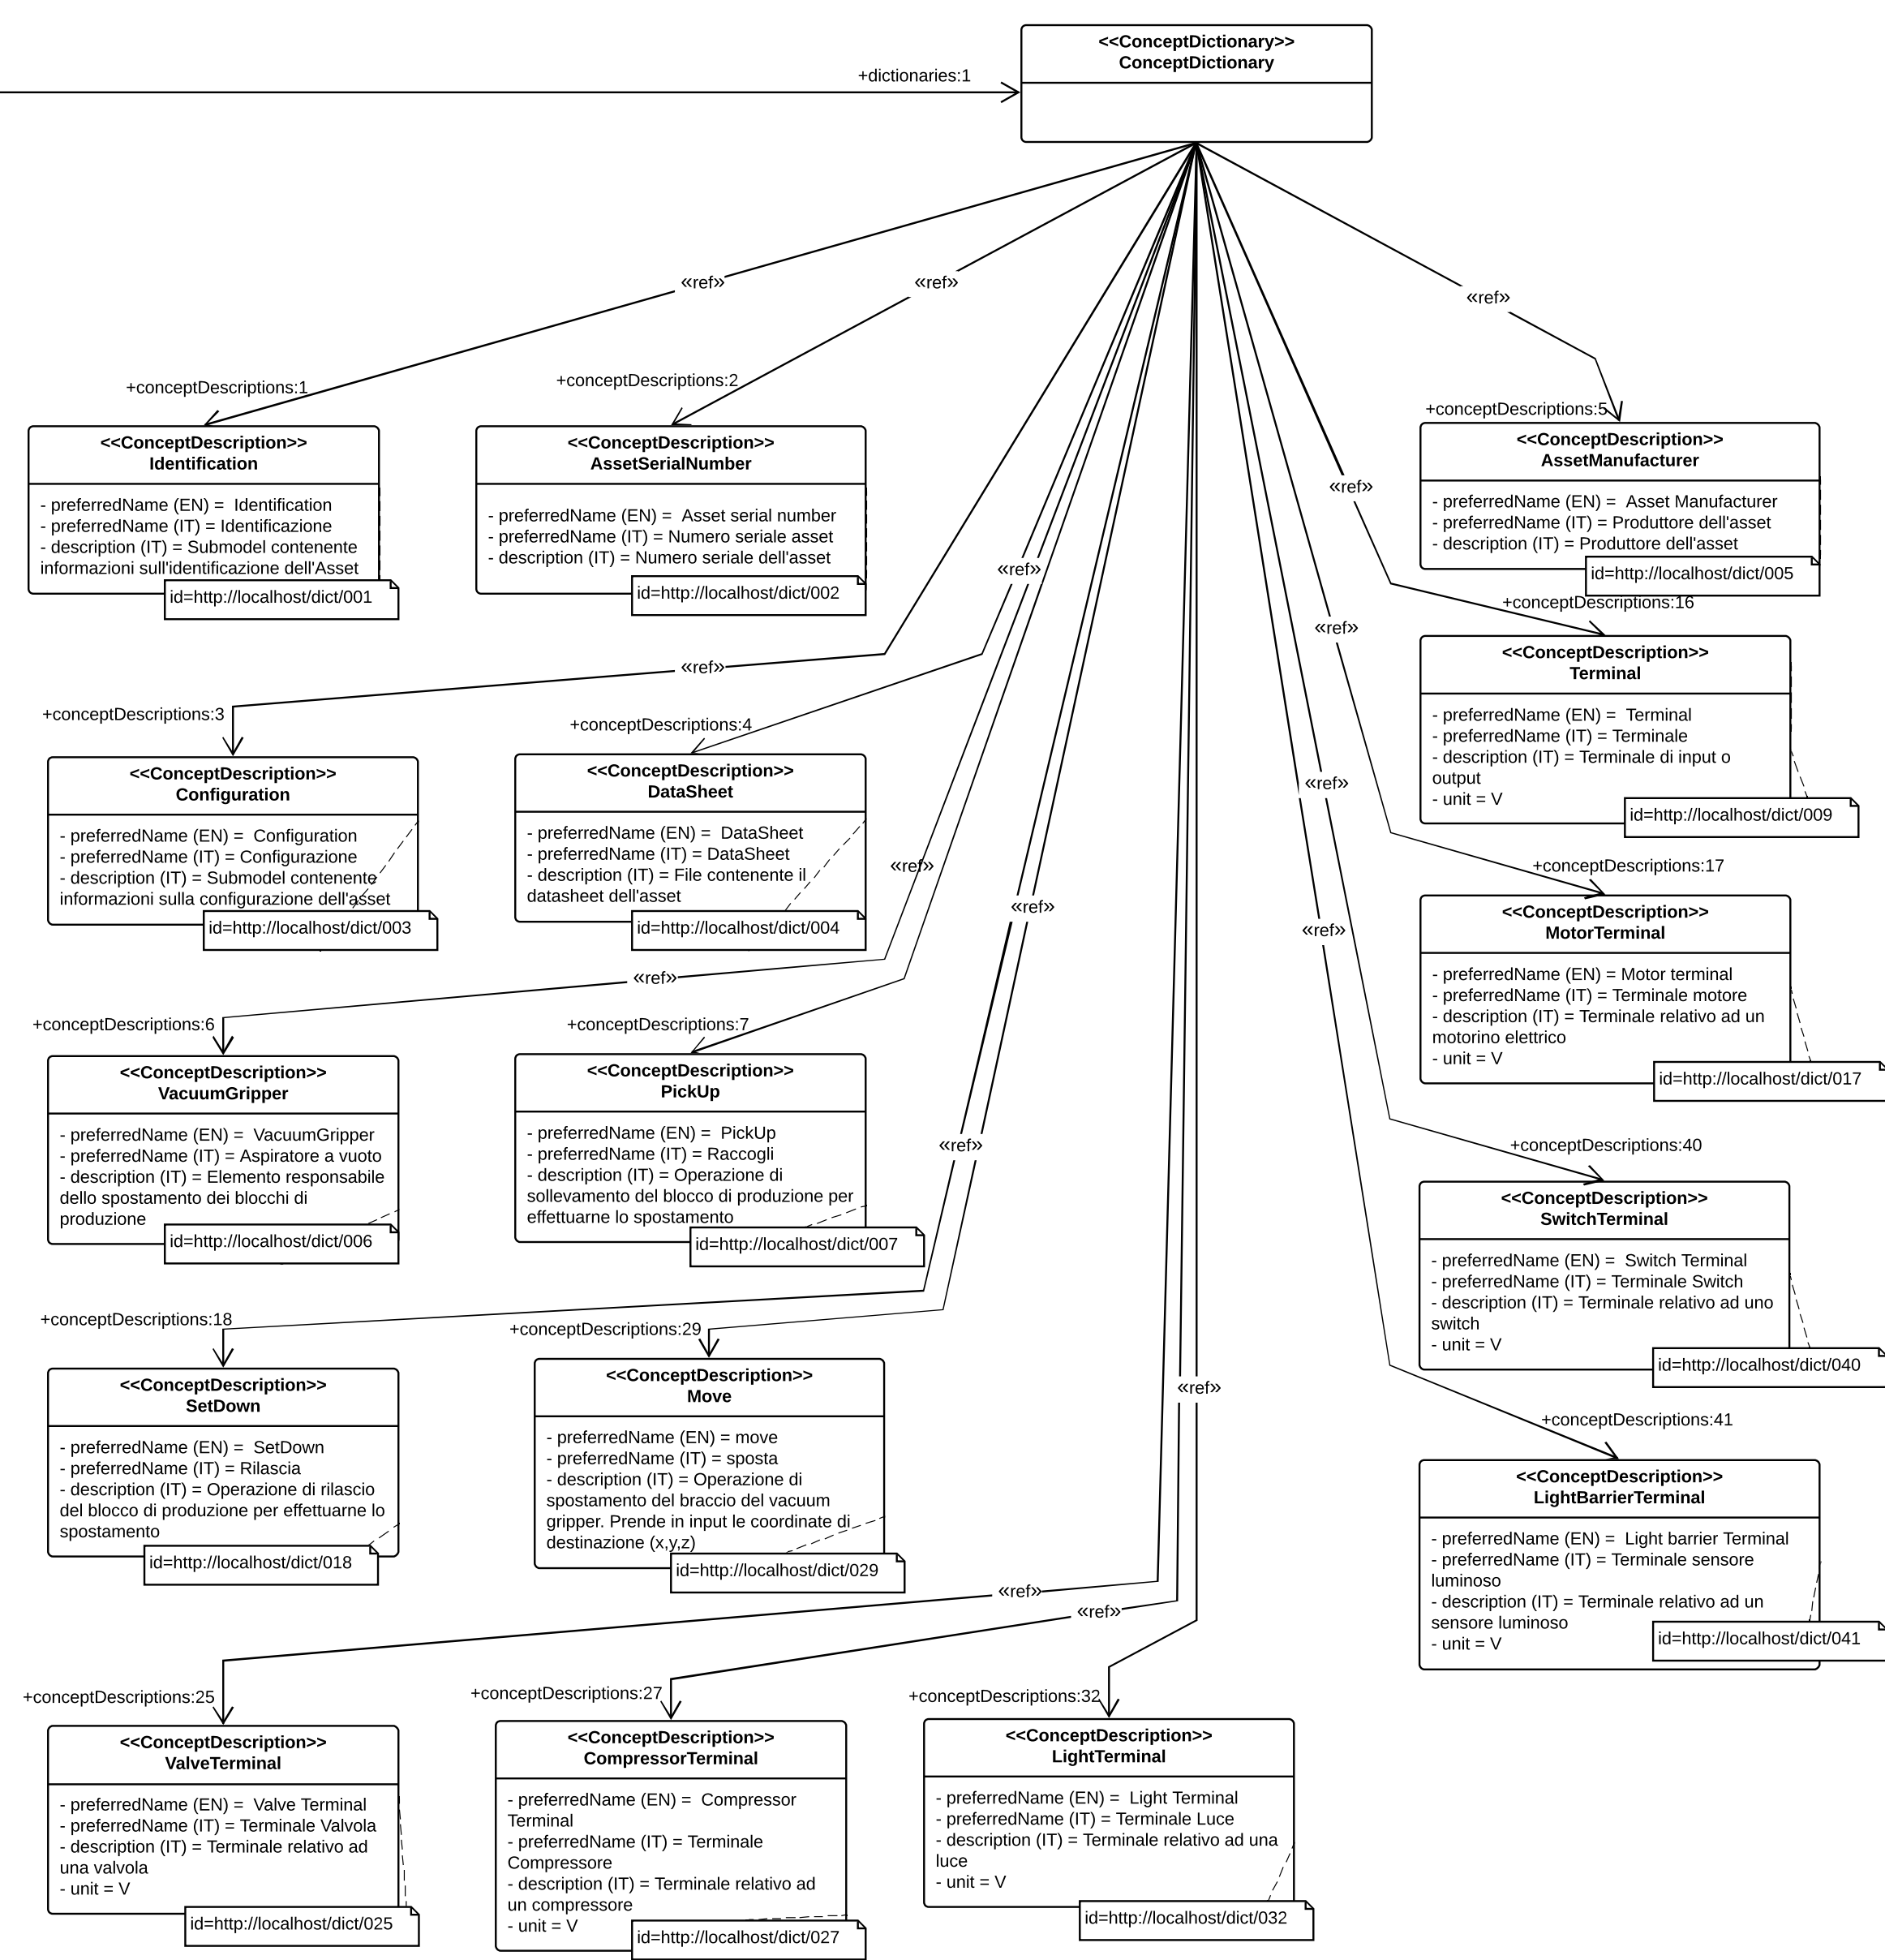 <<ConceptDictionary>>
ConceptDictionary
+dictionaries:1
«ref»
«ref»
«ref»
+conceptDescriptions:1
<<ConceptDescription>>
Identification
- preferredName (EN) =  Identification
- preferredName (IT) = Identificazione
- description (IT) = Submodel contenente
informazioni sull'identificazione dell'Asset
id=http://localhost/dict/001
+conceptDescriptions:2
<<ConceptDescription>>
AssetSerialNumber
- preferredName (EN) =  Asset serial number
- preferredName (IT) = Numero seriale asset
- description (IT) = Numero seriale dell'asset
id=http://localhost/dict/002
+conceptDescriptions:5
<<ConceptDescription>>
AssetManufacturer
- preferredName (EN) =  Asset Manufacturer
- preferredName (IT) = Produttore dell'asset
- description (IT) = Produttore dell'asset
id=http://localhost/dict/005
«ref»
«ref»
«ref»
«ref»
+conceptDescriptions:16
<<ConceptDescription>>
Terminal
- preferredName (EN) =  Terminal
- preferredName (IT) = Terminale
- description (IT) = Terminale di input o
output
- unit = V
id=http://localhost/dict/009
+conceptDescriptions:3
<<ConceptDescription>>
Configuration
- preferredName (EN) =  Configuration
- preferredName (IT) = Configurazione
- description (IT) = Submodel contenente
informazioni sulla configurazione dell'asset
id=http://localhost/dict/003
+conceptDescriptions:4
<<ConceptDescription>>
DataSheet
- preferredName (EN) =  DataSheet
- preferredName (IT) = DataSheet
- description (IT) = File contenente il
datasheet dell'asset
id=http://localhost/dict/004
«ref»
«ref»
«ref»
«ref»
«ref»
+conceptDescriptions:17
<<ConceptDescription>>
MotorTerminal
- preferredName (EN) = Motor terminal
- preferredName (IT) = Terminale motore
- description (IT) = Terminale relativo ad un
motorino elettrico
- unit = V
id=http://localhost/dict/017
+conceptDescriptions:6
<<ConceptDescription>>
VacuumGripper
- preferredName (EN) =  VacuumGripper
- preferredName (IT) = Aspiratore a vuoto
- description (IT) = Elemento responsabile
dello spostamento dei blocchi di
produzione
id=http://localhost/dict/006
+conceptDescriptions:7
<<ConceptDescription>>
PickUp
- preferredName (EN) =  PickUp
- preferredName (IT) = Raccogli
- description (IT) = Operazione di
sollevamento del blocco di produzione per
effettuarne lo spostamento
id=http://localhost/dict/007
«ref»
+conceptDescriptions:40
<<ConceptDescription>>
SwitchTerminal
- preferredName (EN) =  Switch Terminal
- preferredName (IT) = Terminale Switch
- description (IT) = Terminale relativo ad uno
switch
- unit = V
id=http://localhost/dict/040
+conceptDescriptions:18
<<ConceptDescription>>
SetDown
- preferredName (EN) =  SetDown
- preferredName (IT) = Rilascia
- description (IT) = Operazione di rilascio
del blocco di produzione per effettuarne lo
spostamento
id=http://localhost/dict/018
+conceptDescriptions:29
<<ConceptDescription>>
Move
- preferredName (EN) = move
- preferredName (IT) = sposta
- description (IT) = Operazione di
spostamento del braccio del vacuum
gripper. Prende in input le coordinate di
destinazione (x,y,z)
id=http://localhost/dict/029
«ref»
+conceptDescriptions:41
<<ConceptDescription>>
LightBarrierTerminal
- preferredName (EN) =  Light barrier Terminal
- preferredName (IT) = Terminale sensore
luminoso
- description (IT) = Terminale relativo ad un
sensore luminoso
- unit = V
id=http://localhost/dict/041
«ref»
«ref»
+conceptDescriptions:25
<<ConceptDescription>>
ValveTerminal
- preferredName (EN) =  Valve Terminal
- preferredName (IT) = Terminale Valvola
- description (IT) = Terminale relativo ad
una valvola
- unit = V
id=http://localhost/dict/025
+conceptDescriptions:27
<<ConceptDescription>>
CompressorTerminal
- preferredName (EN) =  Compressor
Terminal
- preferredName (IT) = Terminale
Compressore
- description (IT) = Terminale relativo ad
un compressore
- unit = V
id=http://localhost/dict/027
+conceptDescriptions:32
<<ConceptDescription>>
LightTerminal
- preferredName (EN) =  Light Terminal
- preferredName (IT) = Terminale Luce
- description (IT) = Terminale relativo ad una
luce
- unit = V
id=http://localhost/dict/032